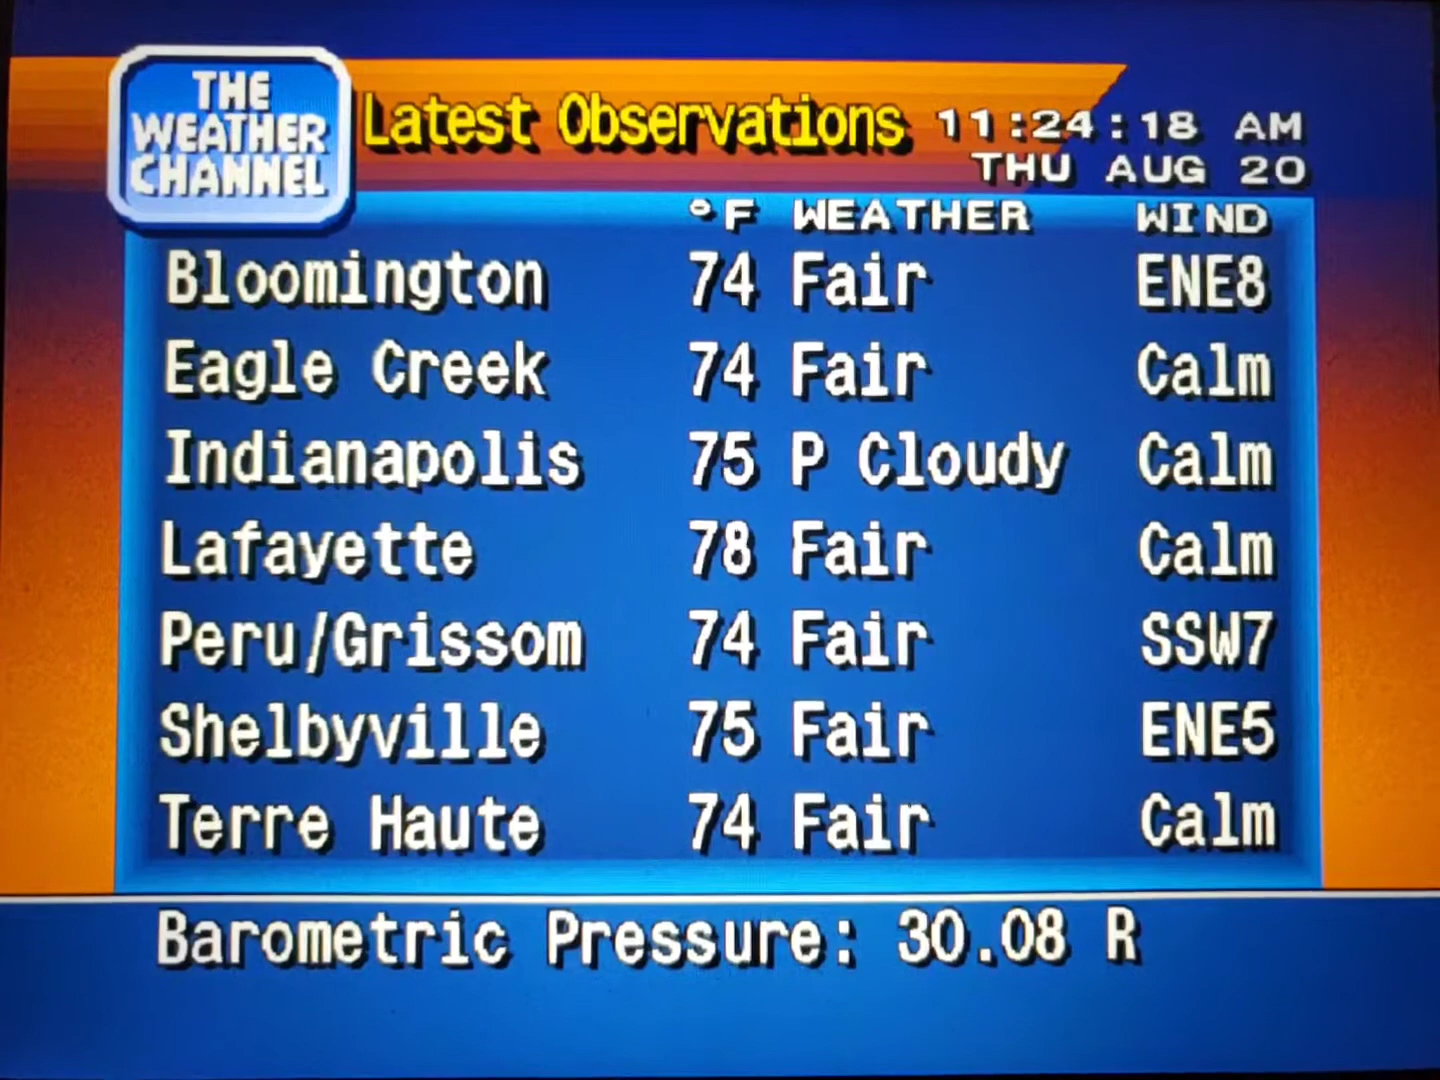 THE
WEATHER
CHANNEL
Latest Observations 11:24:18 AM
THU AUG 20
°F WEATHER WIND
Bloomington 74 Fair ENE8
Eagle Creek 74 Fair Calm
Indianapolis 75 P Cloudy Calm
Lafayette 78 Fair Calm
Peru/Grissom 74 Fair SSW7
Shelbyville 75 Fair ENE5
Terre Haute 74 Fair Calm
Barometric Pressure: 30.08 R